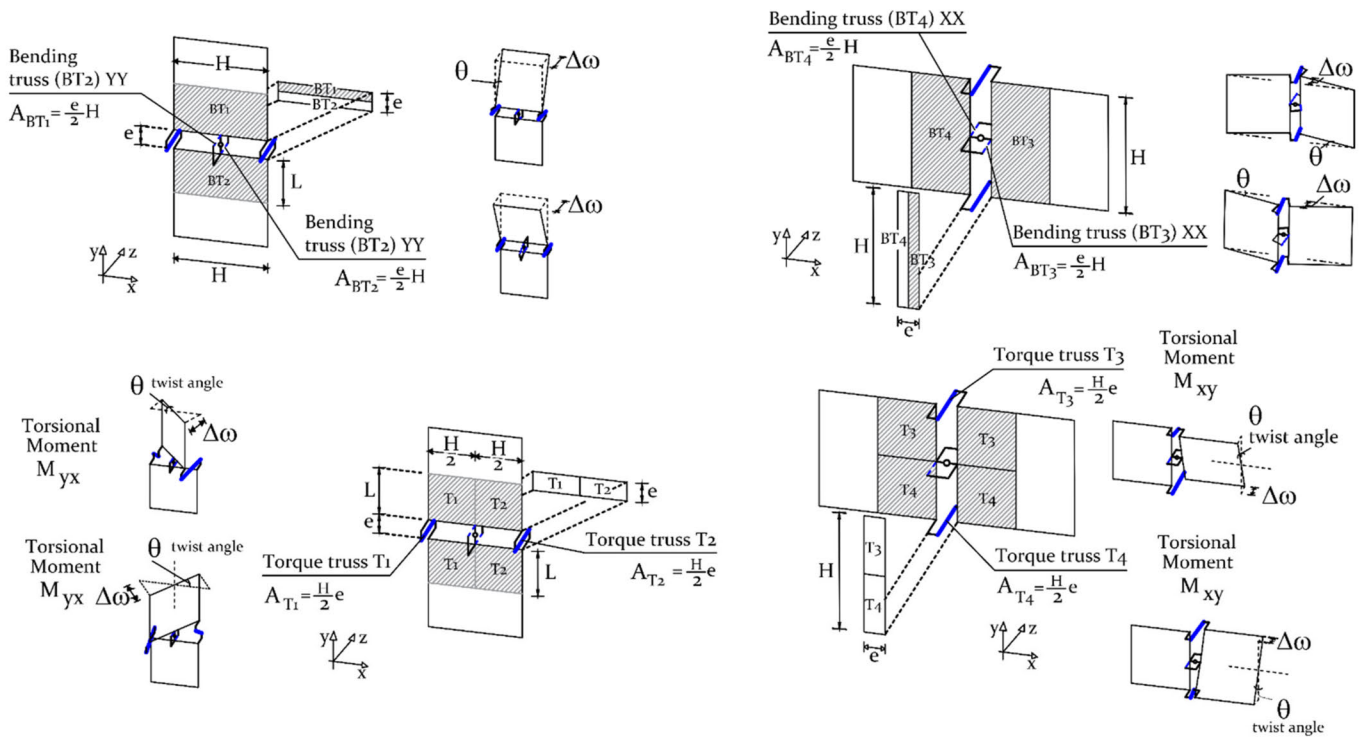 Bending
truss (BT2) YY
A_BT1 = e/2 H
H
BT1
BT2
e
L
H
BT1
BT2
e
y z
x
Bending
truss (BT2) YY
A_BT2 = e/2 H
θ
Δω
Δω
Bending truss (BT4) XX
A_BT4 = e/2 H
BT4
BT3
H
H
BT4
BT3
e
y z
x
Bending truss (BT3) XX
A_BT3 = e/2 H
Δω
θ
θ
Δω
θ twist angle
Torsional
Moment
M yx
Δω
Torsional
Moment
M yx
θ twist angle
Δω
H/2 H/2
L
e
T1 T2
T1 T2
L
T1 T2
e
Torque truss T1
A_T1 = H/2 e
Torque truss T2
A_T2 = H/2 e
y z
x
Torque truss T3
A_T3 = H/2 e
T3
T3
T4
T4
H
T3
T4
e
Torque truss T4
A_T4 = H/2 e
y z
x
Torsional
Moment
M xy
θ
twist angle
Δω
Torsional
Moment
M xy
Δω
θ
twist angle